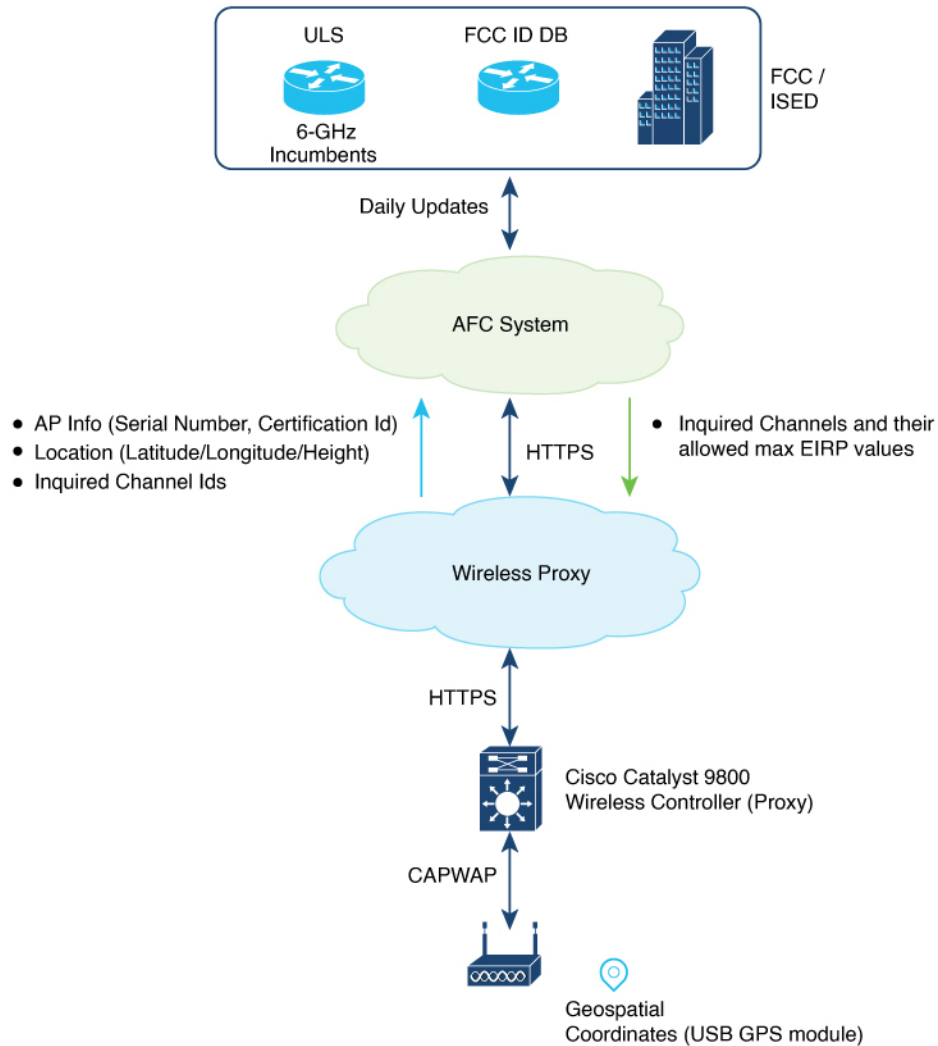 ULS
FCC ID DB
FCC /
ISED
6-GHz
Incumbents
Daily Updates
AFC System
● AP Info (Serial Number, Certification Id)
● Location (Latitude/Longitude/Height)
● Inquired Channel Ids
HTTPS
● Inquired Channels and their
allowed max EIRP values
Wireless Proxy
HTTPS
Cisco Catalyst 9800
Wireless Controller (Proxy)
CAPWAP
Geospatial
Coordinates (USB GPS module)